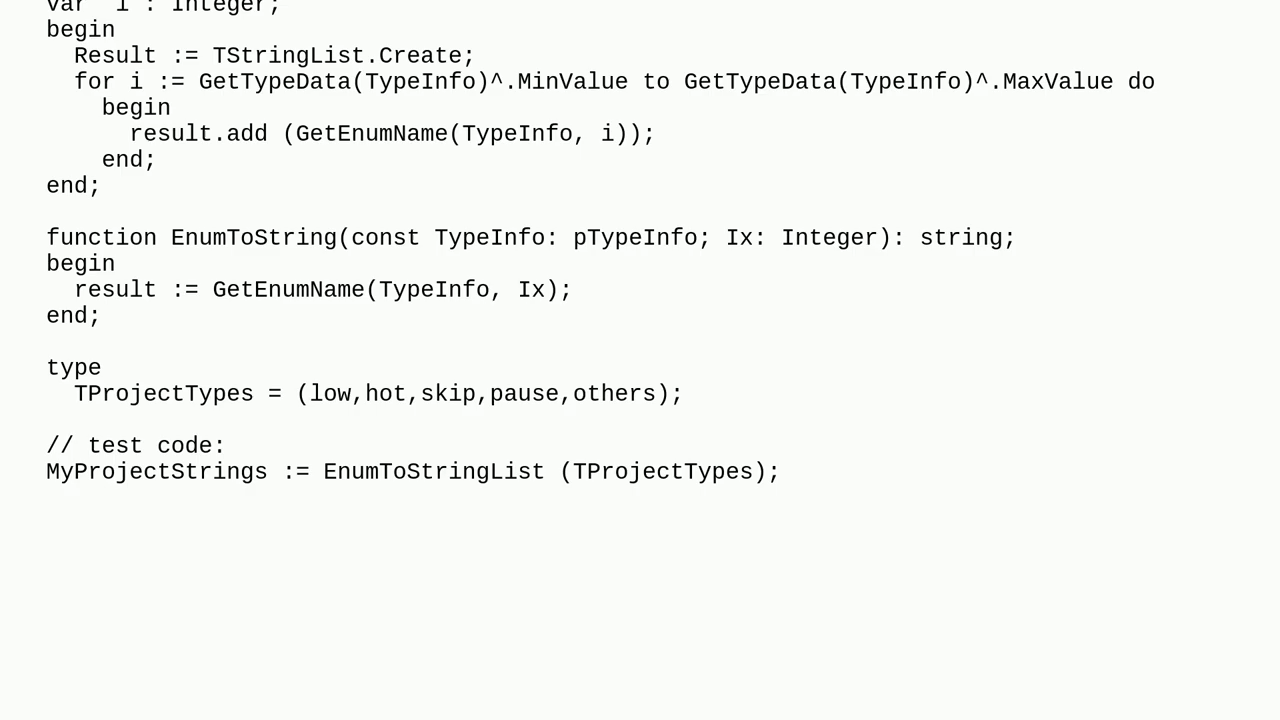 var  i : Integer;
begin
  Result := TStringList.Create;
  for i := GetTypeData(TypeInfo)^.MinValue to GetTypeData(TypeInfo)^.MaxValue do
    begin
      result.add (GetEnumName(TypeInfo, i));
    end;
end;

function EnumToString(const TypeInfo: pTypeInfo; Ix: Integer): string;
begin
  result := GetEnumName(TypeInfo, Ix);
end;

type
  TProjectTypes = (low,hot,skip,pause,others);

// test code:
MyProjectStrings := EnumToStringList (TProjectTypes);